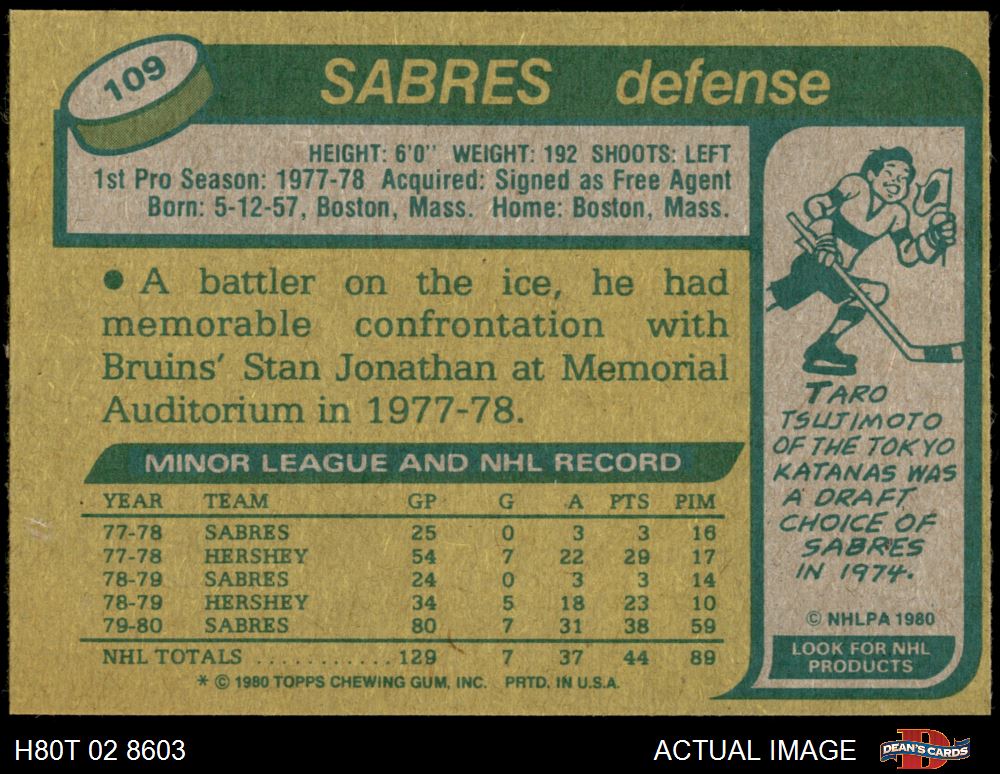 109
SABRES defense
HEIGHT: 6'0" WEIGHT: 192 SHOOTS: LEFT
1st Pro Season: 1977-78 Acquired: Signed as Free Agent
Born: 5-12-57, Boston, Mass. Home: Boston, Mass.
● A battler on the ice, he had
memorable confrontation with
Bruins' Stan Jonathan at Memorial
Auditorium in 1977-78.
MINOR LEAGUE AND NHL RECORD
YEAR TEAM GP G A PTS PIM
77-78 SABRES 25 0 3 3 16
77-78 HERSHEY 54 7 22 29 17
78-79 SABRES 24 0 3 3 14
78-79 HERSHEY 34 5 18 23 10
79-80 SABRES 80 7 31 38 59
NHL TOTALS ........... 129 7 37 44 89
* © 1980 TOPPS CHEWING GUM, INC. PRTD. IN U.S.A.
TARO
TSUJIMOTO
OF THE TOKYO
KATANAS WAS
A DRAFT
CHOICE OF
SABRES
IN 1974.
© NHLPA 1980
LOOK FOR NHL
PRODUCTS
H80T 02 8603
ACTUAL IMAGE
D
DEAN'S CARDS